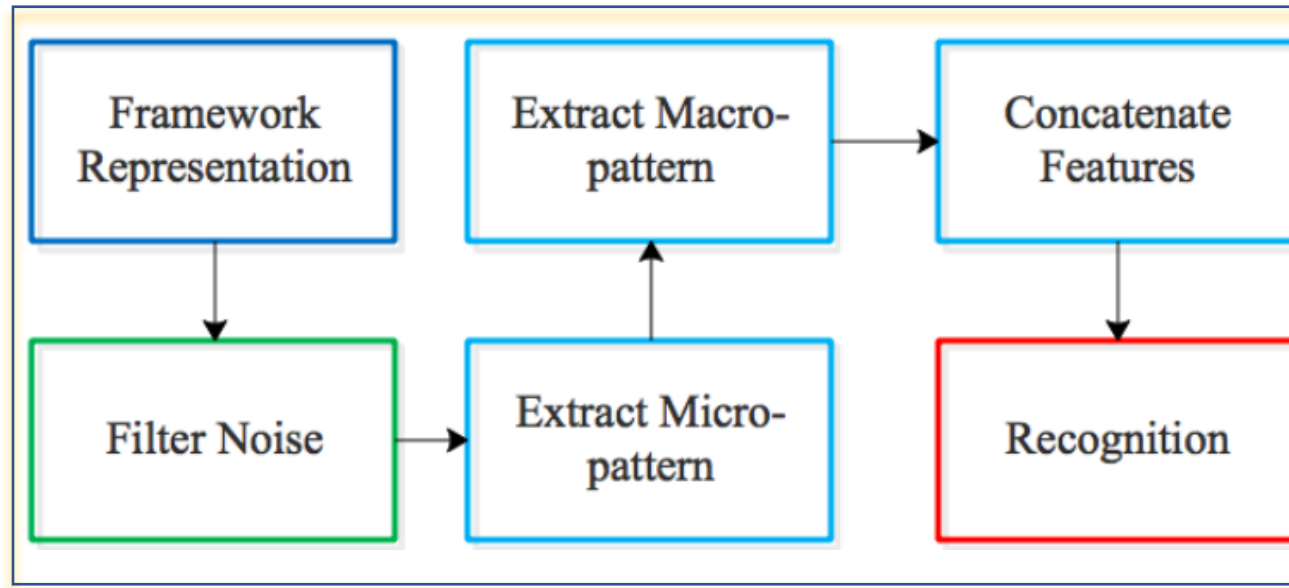 Framework
Representation
Extract Macro-
pattern
Concatenate
Features
Filter Noise
Extract Micro-
pattern
Recognition